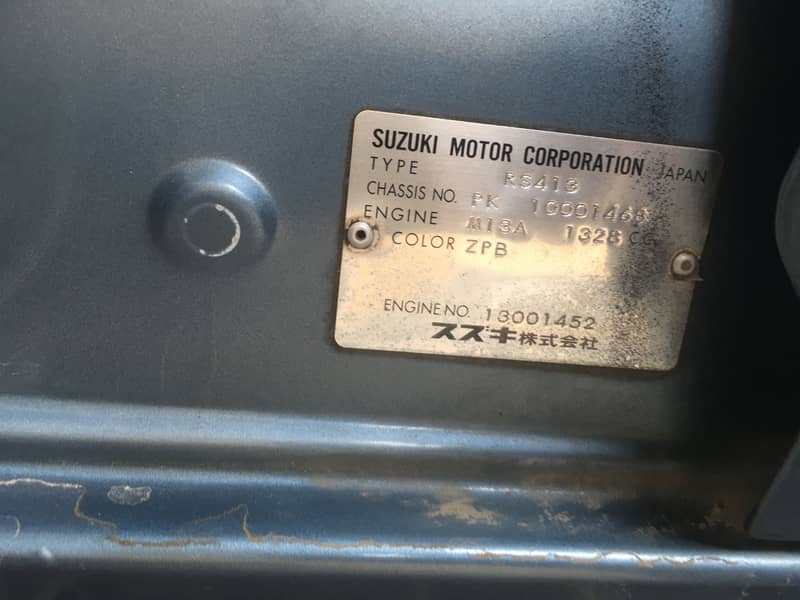 SUZUKI MOTOR CORPORATION JAPAN
TYPE RS413
CHASSIS NO. PK 10001468
ENGINE M13A 1328 CC
COLOR ZPB
ENGINE NO. 13001452
スズキ株式会社